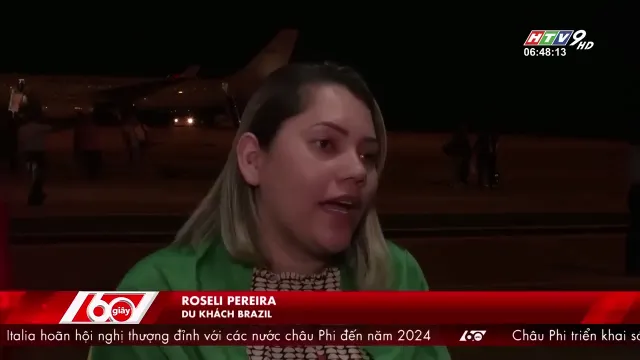 HTV9 HD
06:48:13
60 giây
ROSELI PEREIRA
DU KHÁCH BRAZIL
Italia hoãn hội nghị thượng đỉnh với các nước châu Phi đến năm 2024 60 Châu Phi triển khai